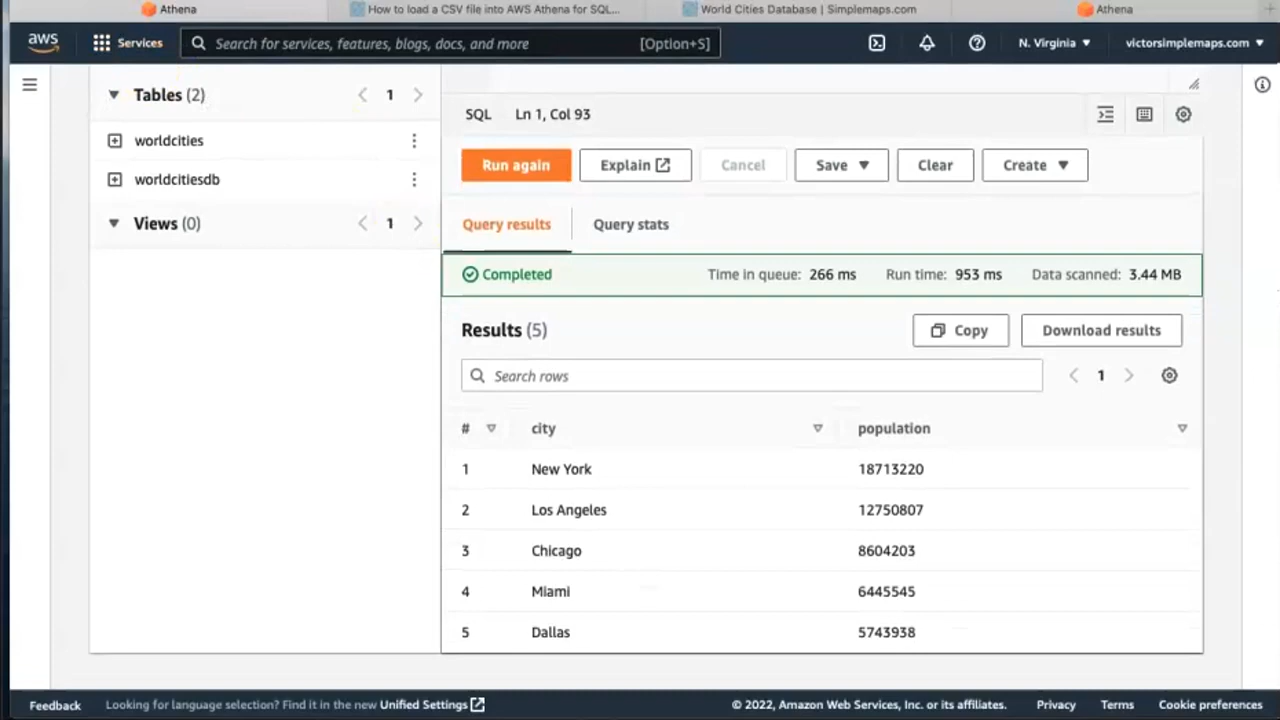 Athena
How to load a CSV file into AWS Athena for SQL...
World Cities Database | Simplemaps.com
Athena
aws
Services
Search for services, features, blogs, docs, and more
[Option+S]
N. Virginia
victorsimplemaps.com
Tables (2)
1
worldcities
worldcitiesdb
Views (0)
1
SQL
Ln 1, Col 93
Run again
Explain
Cancel
Save
Clear
Create
Query results
Query stats
Completed
Time in queue: 266 ms
Run time: 953 ms
Data scanned: 3.44 MB
Results (5)
Copy
Download results
Search rows
1
# city population
1 New York 18713220
2 Los Angeles 12750807
3 Chicago 8604203
4 Miami 6445545
5 Dallas 5743938
Feedback
Looking for language selection? Find it in the new Unified Settings
© 2022, Amazon Web Services, Inc. or its affiliates.
Privacy
Terms
Cookie preferences